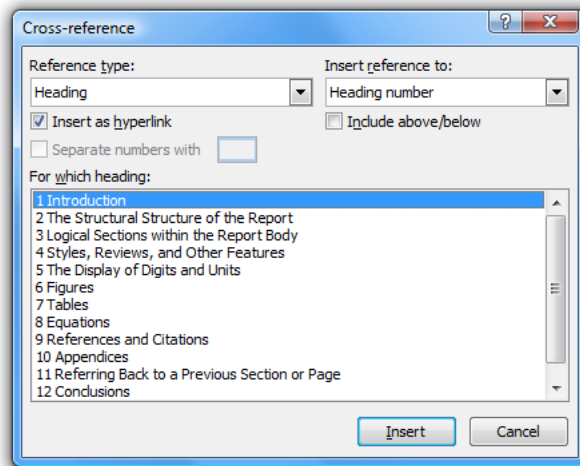 Cross-reference
Reference type: Insert reference to:
Heading Heading number
Insert as hyperlink Include above/below
Separate numbers with
For which heading:
1 Introduction
2 The Structural Structure of the Report
3 Logical Sections within the Report Body
4 Styles, Reviews, and Other Features
5 The Display of Digits and Units
6 Figures
7 Tables
8 Equations
9 References and Citations
10 Appendices
11 Referring Back to a Previous Section or Page
12 Conclusions
Insert Cancel